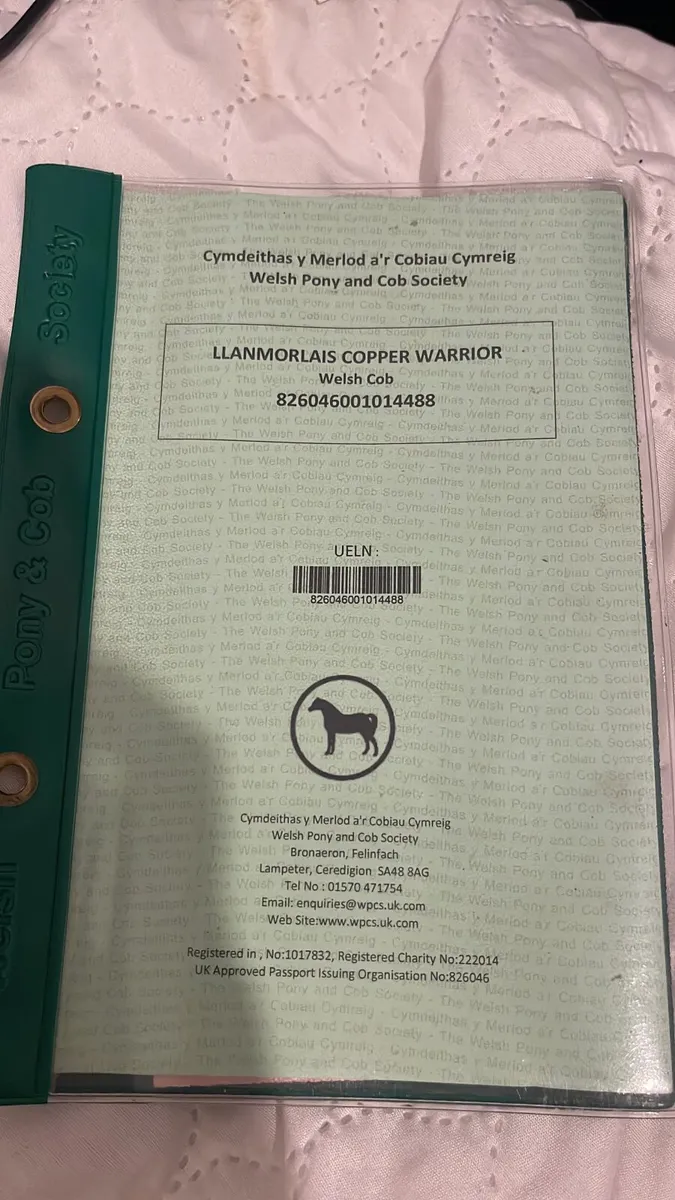 Society
Pony & Cob
Cymdeithas y Merlod a'r Cobiau Cymreig
Welsh Pony and Cob Society
LLANMORLAIS COPPER WARRIOR
Welsh Cob
826046001014488
UELN :
826046001014488
Cymdeithas y Merlod a'r Cobiau Cymreig
Welsh Pony and Cob Society
Bronaeron, Felinfach
Lampeter, Ceredigion SA48 8AG
Tel No : 01570 471754
Email: enquiries@wpcs.uk.com
Web Site:www.wpcs.uk.com
Registered in , No:1017832, Registered Charity No:222014
UK Approved Passport Issuing Organisation No:826046